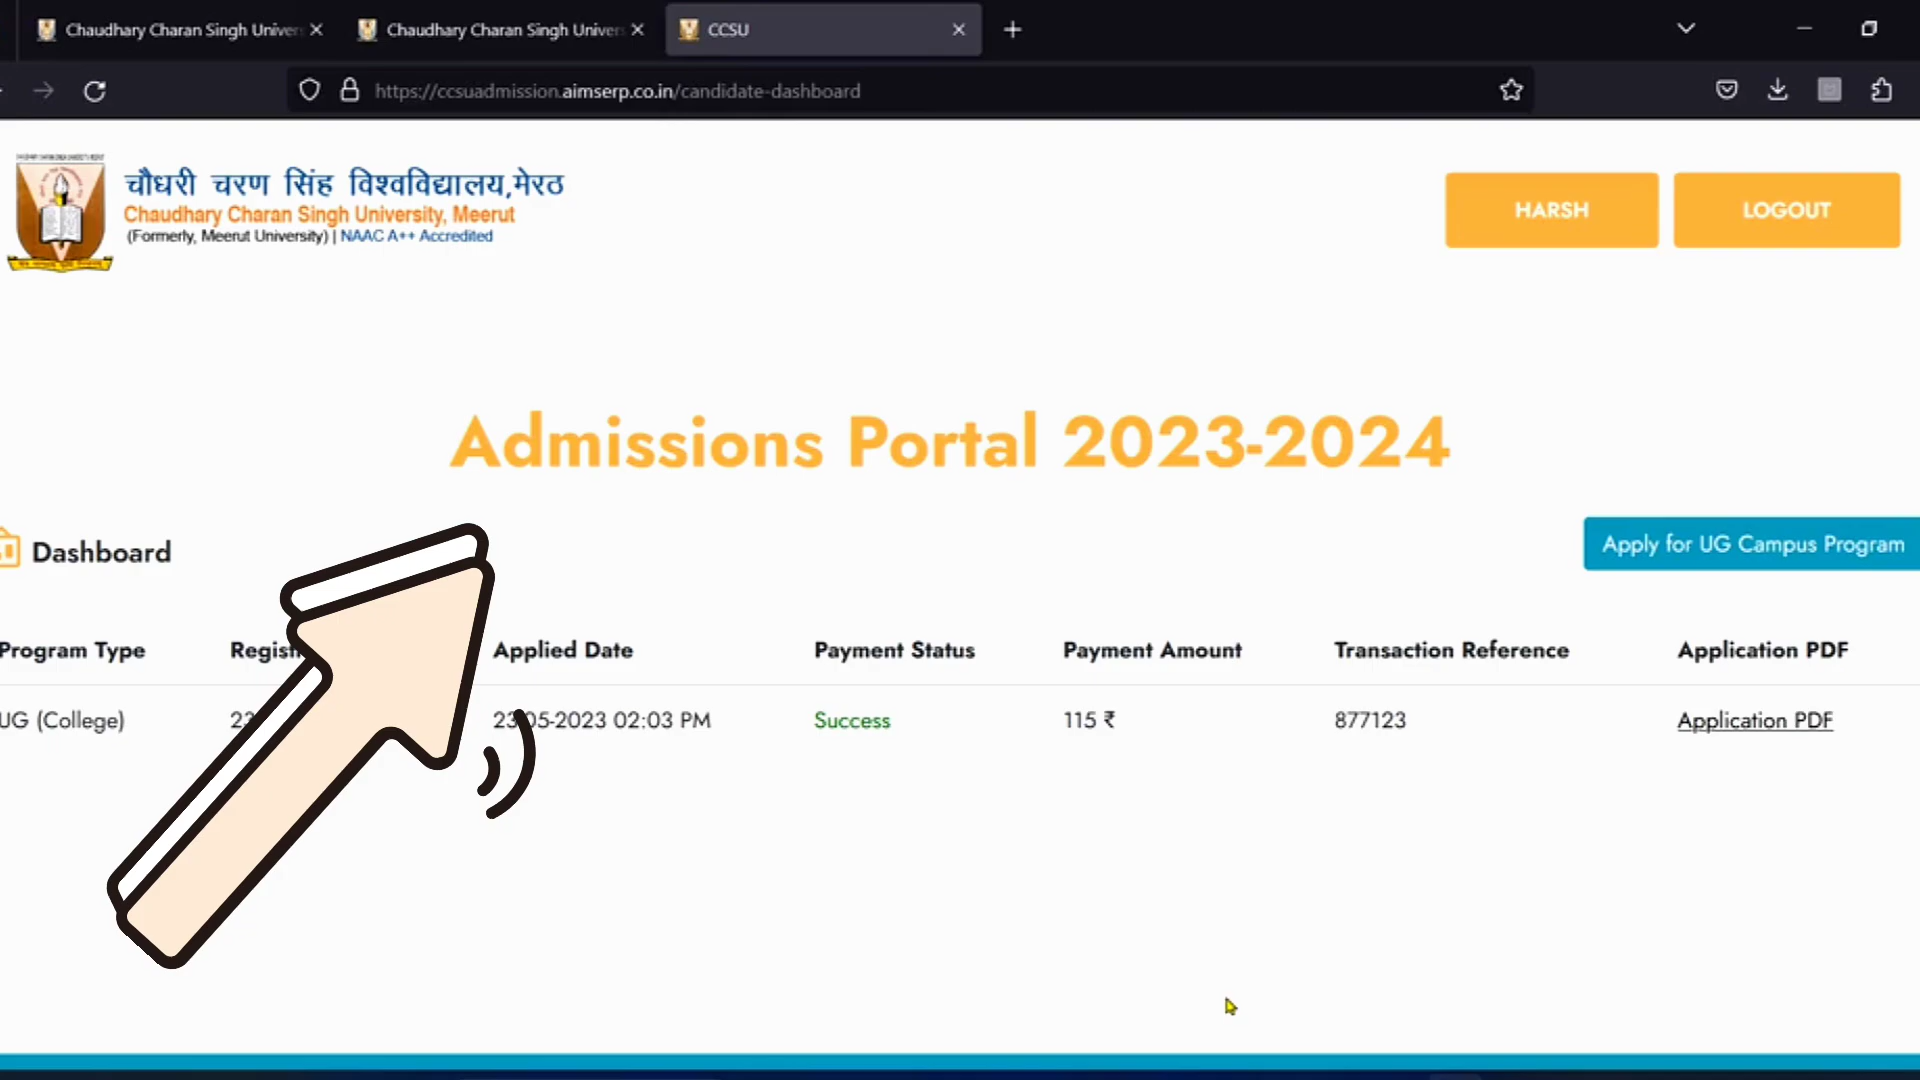 Chaudhary Charan Singh Univer
Chaudhary Charan Singh Univer
CCSU
https://ccsuadmission.aimserp.co.in/candidate-dashboard
चौधरी चरण सिंह विश्वविद्यालय,मेरठ
Chaudhary Charan Singh University, Meerut
(Formerly, Meerut University) | NAAC A++ Accredited
HARSH
LOGOUT
Admissions Portal 2023-2024
Dashboard
Apply for UG Campus Program
Program Type Applied Date Payment Status Payment Amount Transaction Reference Application PDF
UG (College) 23-05-2023 02:03 PM Success 115 ₹ 877123 Application PDF